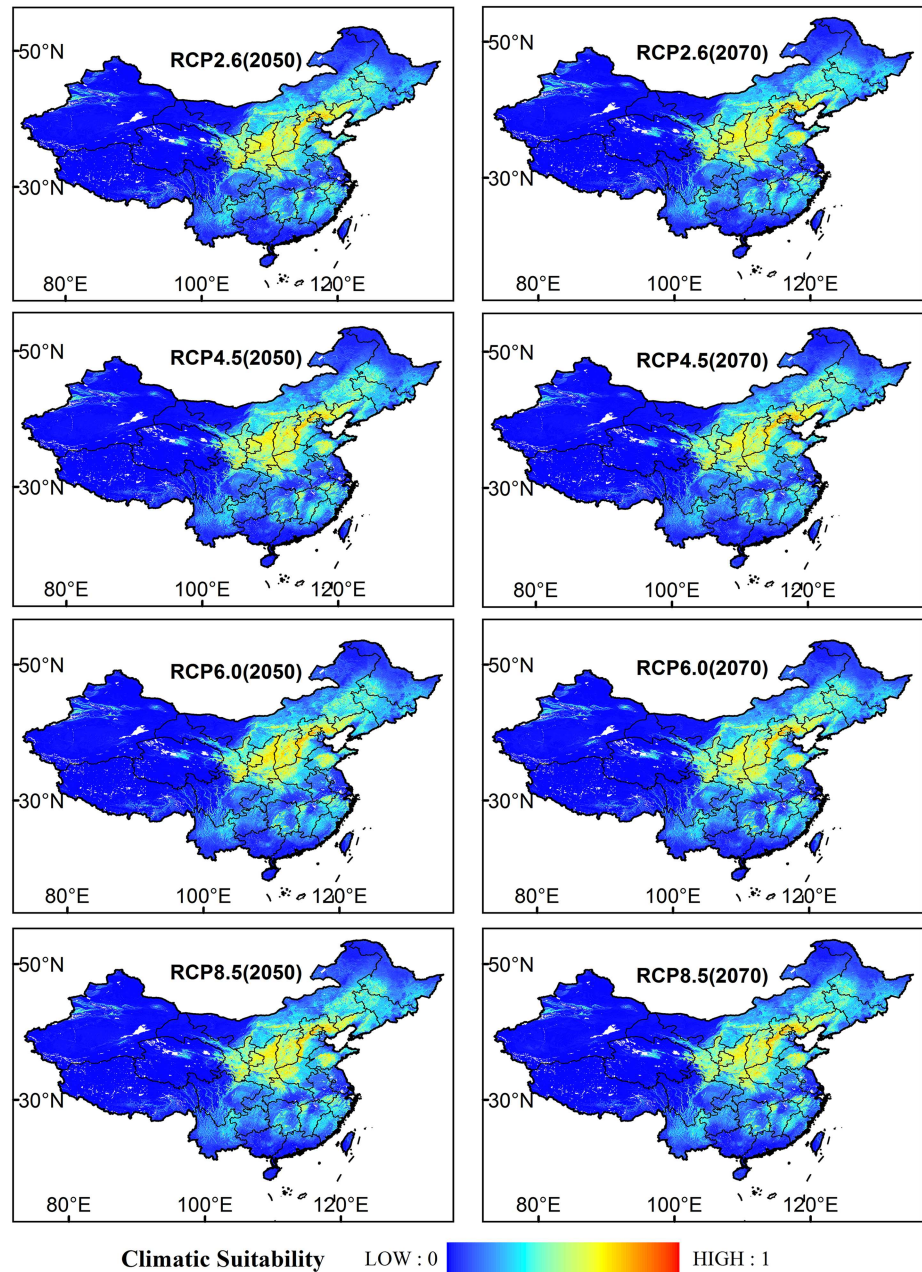 50°N
RCP2.6(2050)
30°N
80°E 100°E 120°E
50°N
RCP2.6(2070)
30°N
80°E 100°E 120°E
50°N
RCP4.5(2050)
30°N
80°E 100°E 120°E
50°N
RCP4.5(2070)
30°N
80°E 100°E 120°E
50°N
RCP6.0(2050)
30°N
80°E 100°E 120°E
50°N
RCP6.0(2070)
30°N
80°E 100°E 120°E
50°N
RCP8.5(2050)
30°N
80°E 100°E 120°E
50°N
RCP8.5(2070)
30°N
80°E 100°E 120°E
Climatic Suitability LOW : 0 HIGH : 1